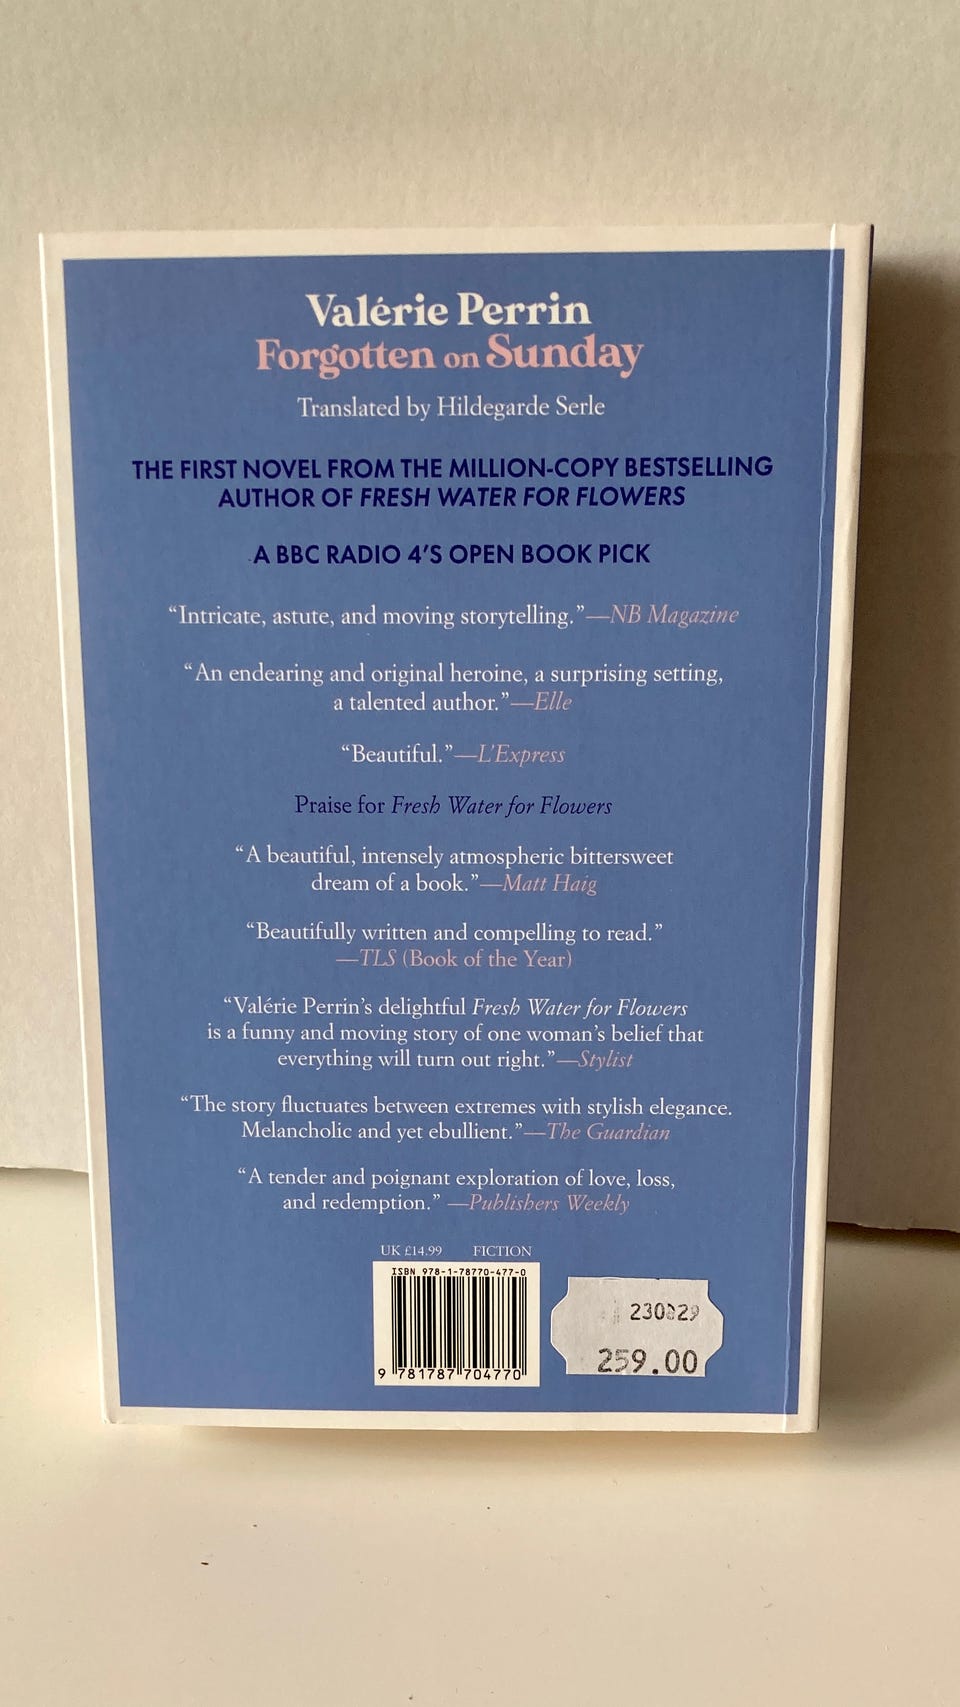 Valérie Perrin
Forgotten on Sunday
Translated by Hildegarde Serle
THE FIRST NOVEL FROM THE MILLION-COPY BESTSELLING
AUTHOR OF FRESH WATER FOR FLOWERS
A BBC RADIO 4'S OPEN BOOK PICK
“Intricate, astute, and moving storytelling.”—NB Magazine
“An endearing and original heroine, a surprising setting,
a talented author.”—Elle
“Beautiful.”—L'Express
Praise for Fresh Water for Flowers
“A beautiful, intensely atmospheric bittersweet
dream of a book.”—Matt Haig
“Beautifully written and compelling to read.”
—TLS (Book of the Year)
“Valérie Perrin's delightful Fresh Water for Flowers
is a funny and moving story of one woman's belief that
everything will turn out right.”—Stylist
“The story fluctuates between extremes with stylish elegance.
Melancholic and yet ebullient.”—The Guardian
“A tender and poignant exploration of love, loss,
and redemption.” —Publishers Weekly
UK £14.99 FICTION
ISBN 978-1-78770-477-0
9 781787 704770
259.00